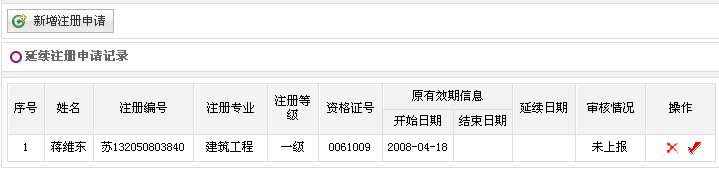 新增注册申请
延续注册申请记录
序号 姓名 注册编号 注册专业 注册等级 资格证号 原有效期信息 延续日期 审核情况 操作
开始日期 结束日期
1 蒋维东 苏132050803840 建筑工程 一级 0061009 2008-04-18 未上报